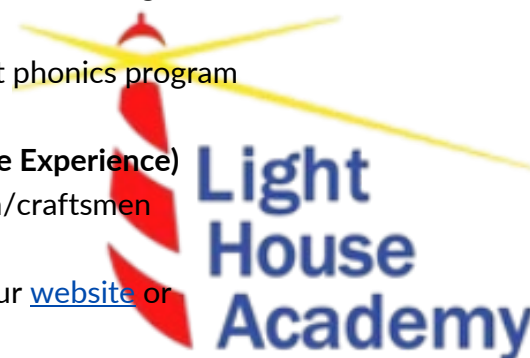 t phonics program
e Experience)
/craftsmen
ur website or
Light
House
Academy